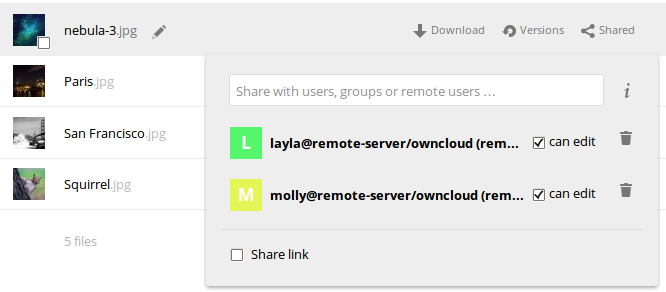 nebula-3.jpg Download Versions Shared
Paris.jpg
Share with users, groups or remote users ... i
San Francisco.jpg
L layla@remote-server/owncloud (rem... can edit
Squirrel.jpg
M molly@remote-server/owncloud (rem... can edit
5 files
Share link